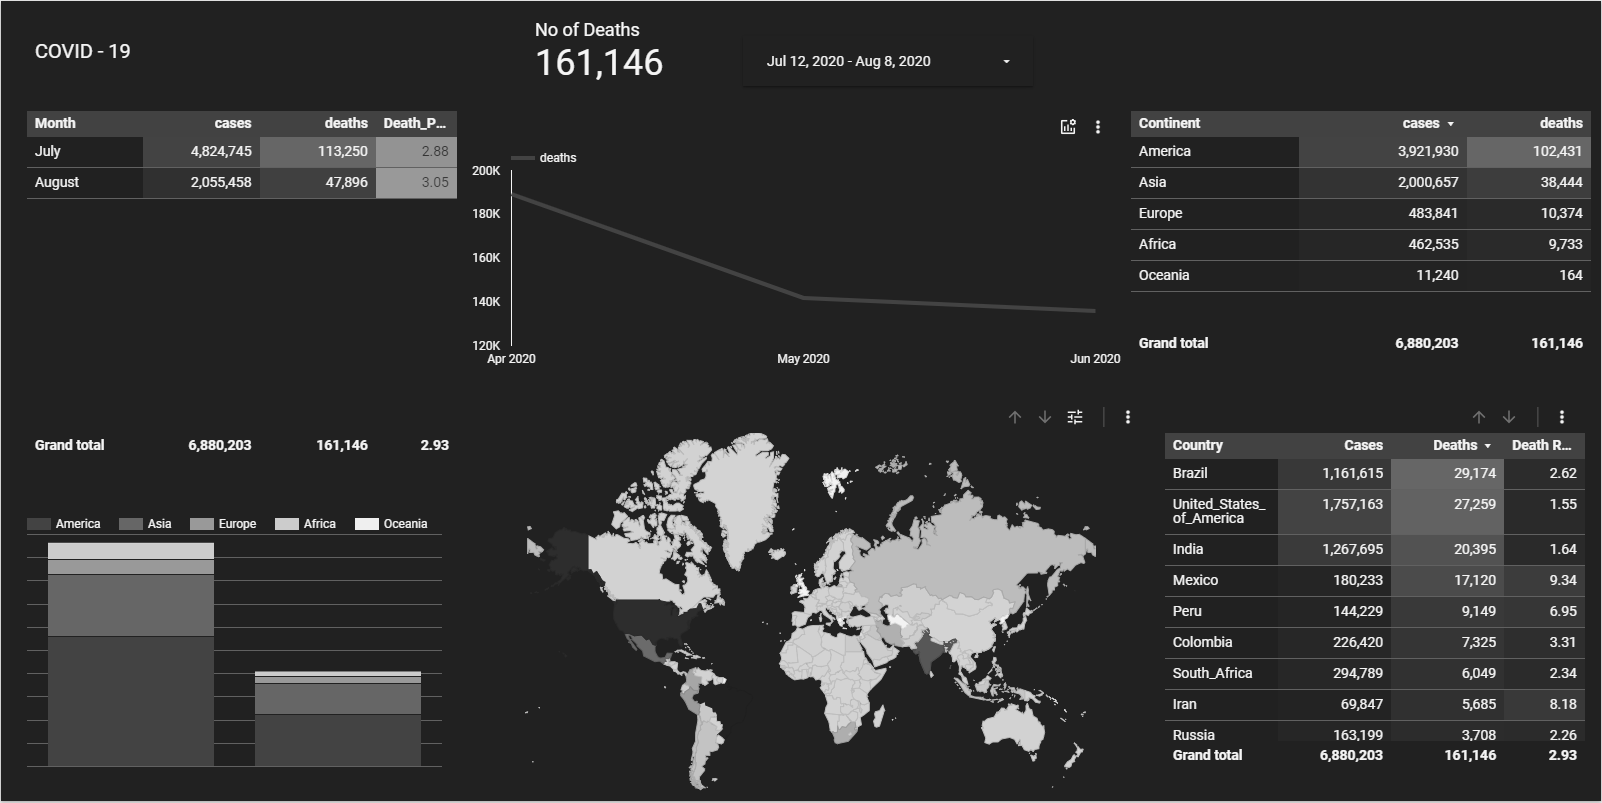 COVID - 19
No of Deaths
161,146
Jul 12, 2020 - Aug 8, 2020
Month cases deaths Death_P...
July 4,824,745 113,250 2.88
August 2,055,458 47,896 3.05
Grand total 6,880,203 161,146 2.93
deaths
200K
180K
160K
140K
120K
Apr 2020 May 2020 Jun 2020
Continent cases deaths
America 3,921,930 102,431
Asia 2,000,657 38,444
Europe 483,841 10,374
Africa 462,535 9,733
Oceania 11,240 164
Grand total 6,880,203 161,146
America Asia Europe Africa Oceania
Country Cases Deaths Death R...
Brazil 1,161,615 29,174 2.62
United_States_
of_America 1,757,163 27,259 1.55
India 1,267,695 20,395 1.64
Mexico 180,233 17,120 9.34
Peru 144,229 9,149 6.95
Colombia 226,420 7,325 3.31
South_Africa 294,789 6,049 2.34
Iran 69,847 5,685 8.18
Russia 163,199 3,708 2.26
Grand total 6,880,203 161,146 2.93